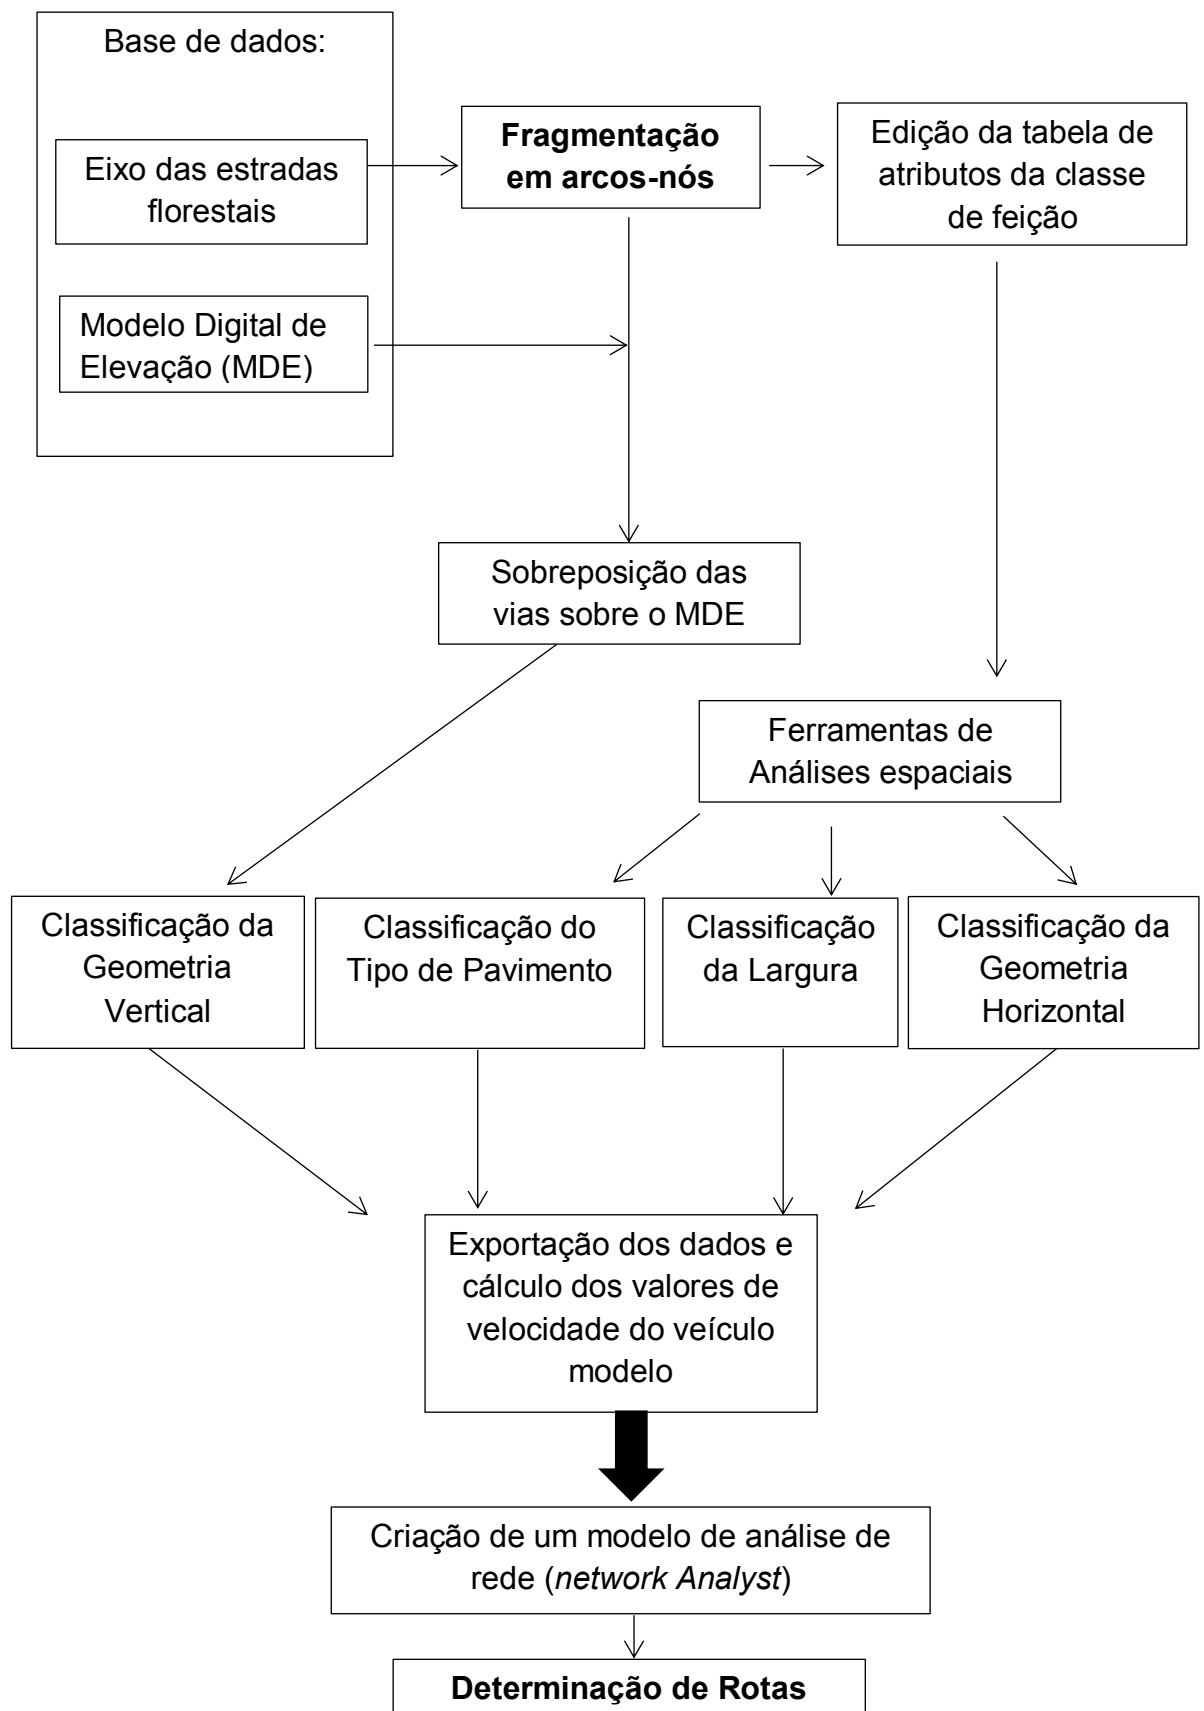 Base de dados:
Eixo das estradas
florestais
Modelo Digital de
Elevação (MDE)
Fragmentação
em arcos-nós
Edição da tabela de
atributos da classe
de feição
Sobreposição das
vias sobre o MDE
Ferramentas de
Análises espaciais
Classificação da
Geometria
Vertical
Classificação do
Tipo de Pavimento
Classificação
da Largura
Classificação da
Geometria
Horizontal
Exportação dos dados e
cálculo dos valores de
velocidade do veículo
modelo
Criação de um modelo de análise de
rede (network Analyst)
Determinação de Rotas